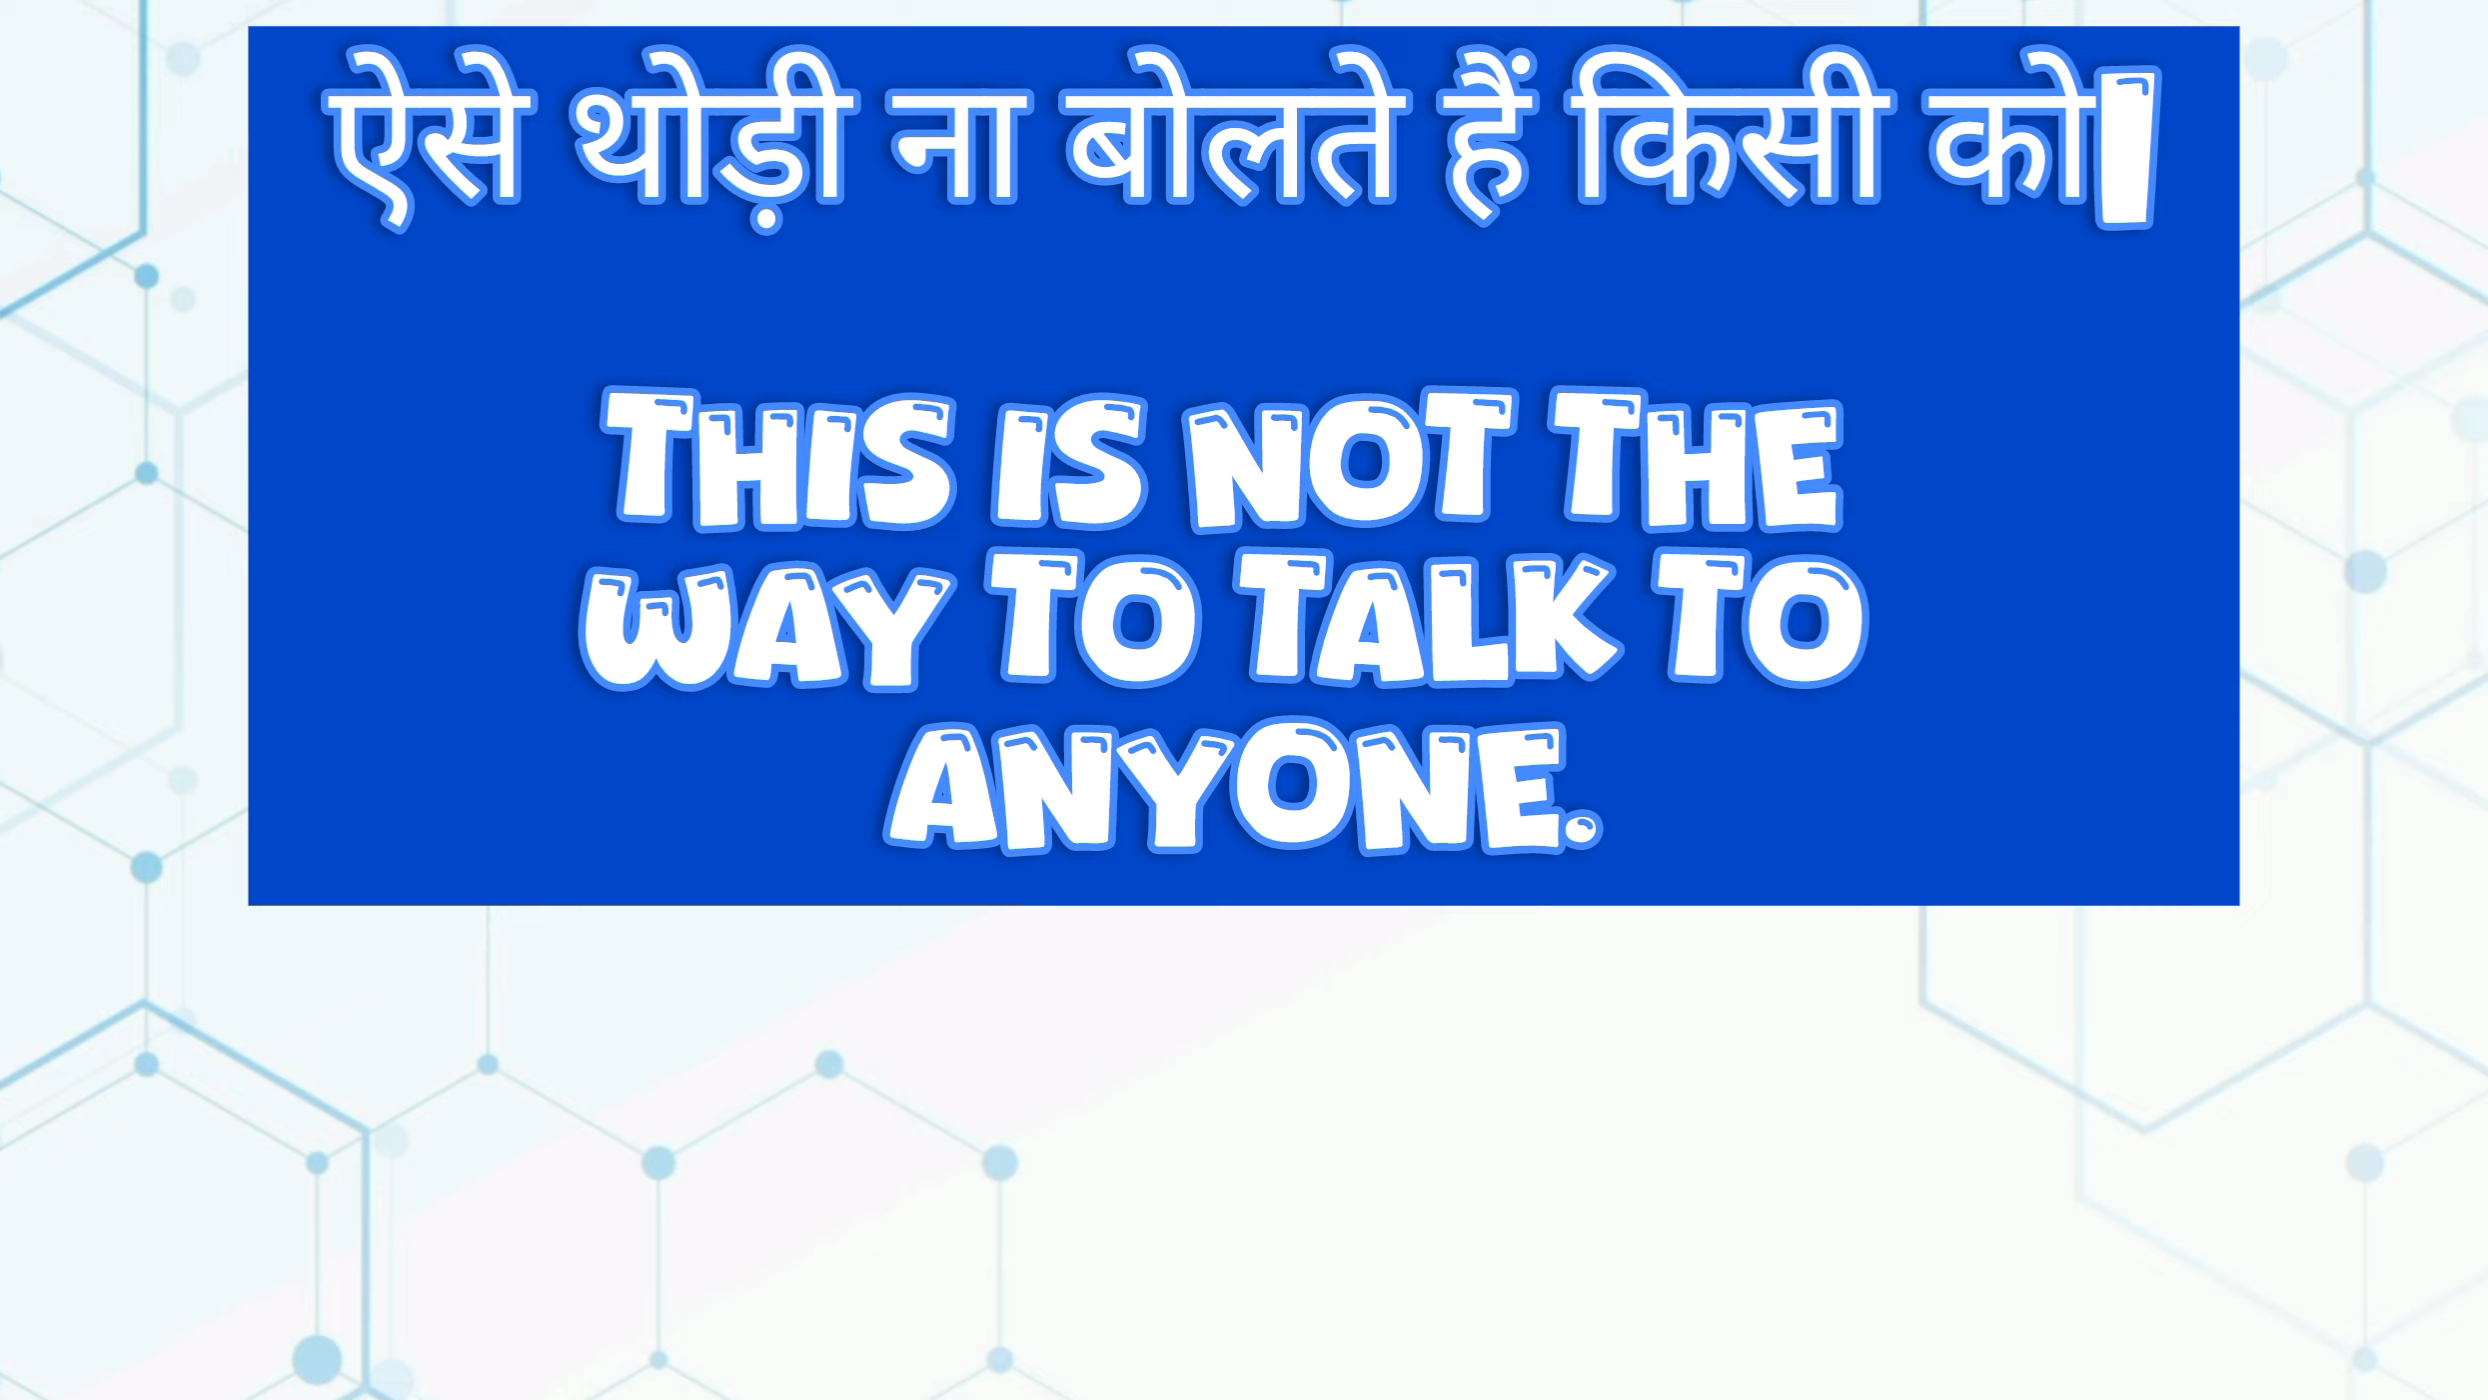 ऐसे थोड़ी ना बोलते हैं किसी को|
THIS IS NOT THE
WAY TO TALK TO
ANYONE.